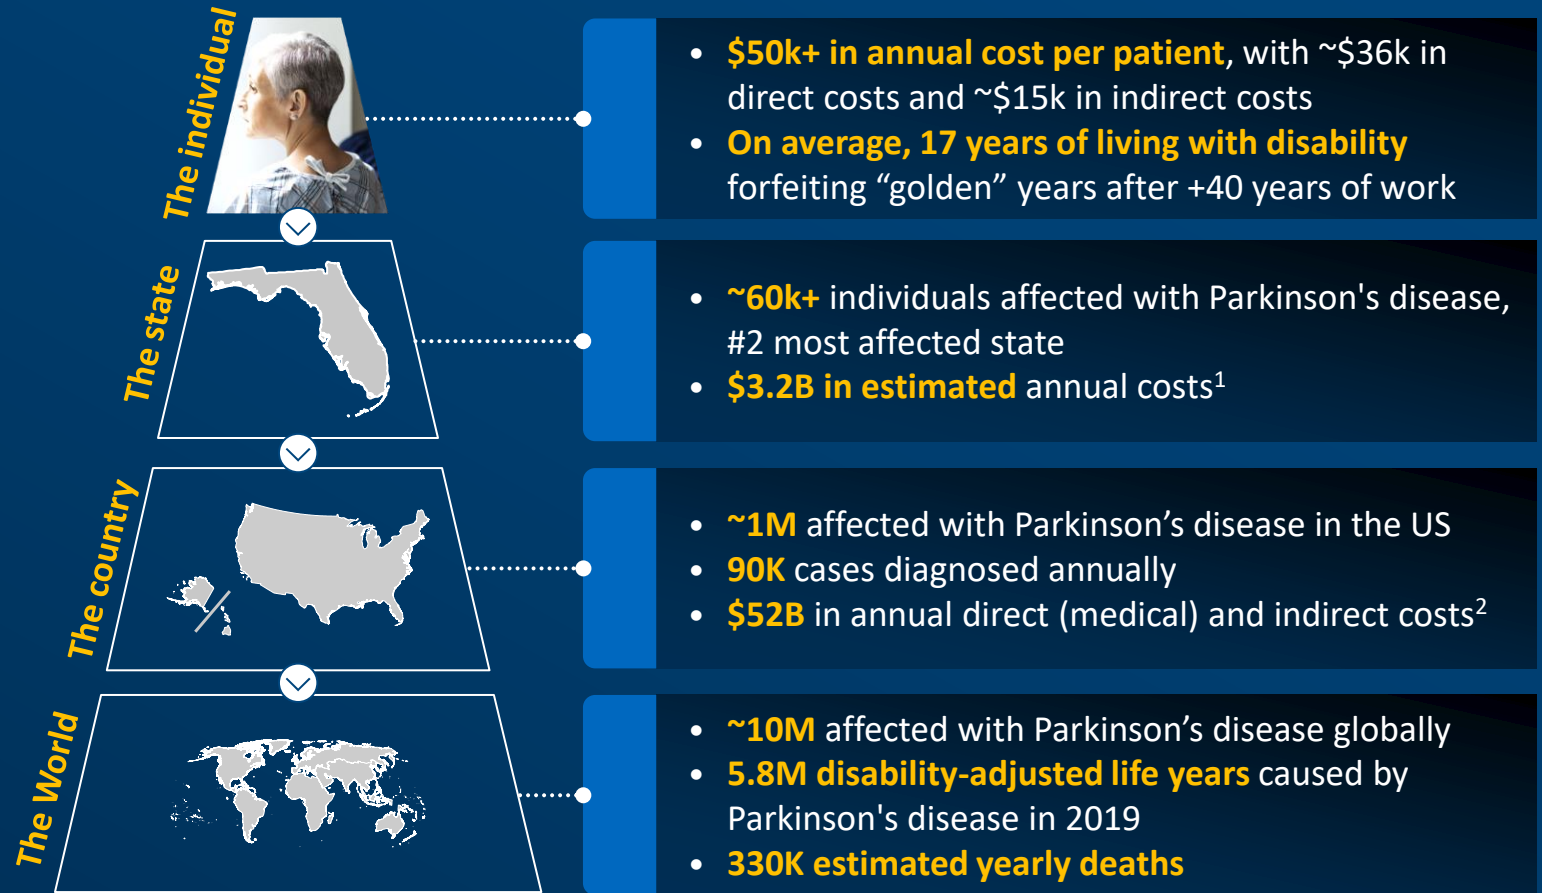 The individual
• $50k+ in annual cost per patient, with ~$36k in
direct costs and ~$15k in indirect costs
• On average, 17 years of living with disability
forfeiting “golden” years after +40 years of work
The state
• ~60k+ individuals affected with Parkinson's disease,
#2 most affected state
• $3.2B in estimated annual costs1
The country
• ~1M affected with Parkinson’s disease in the US
• 90K cases diagnosed annually
• $52B in annual direct (medical) and indirect costs2
The World
• ~10M affected with Parkinson’s disease globally
• 5.8M disability-adjusted life years caused by
Parkinson's disease in 2019
• 330K estimated yearly deaths